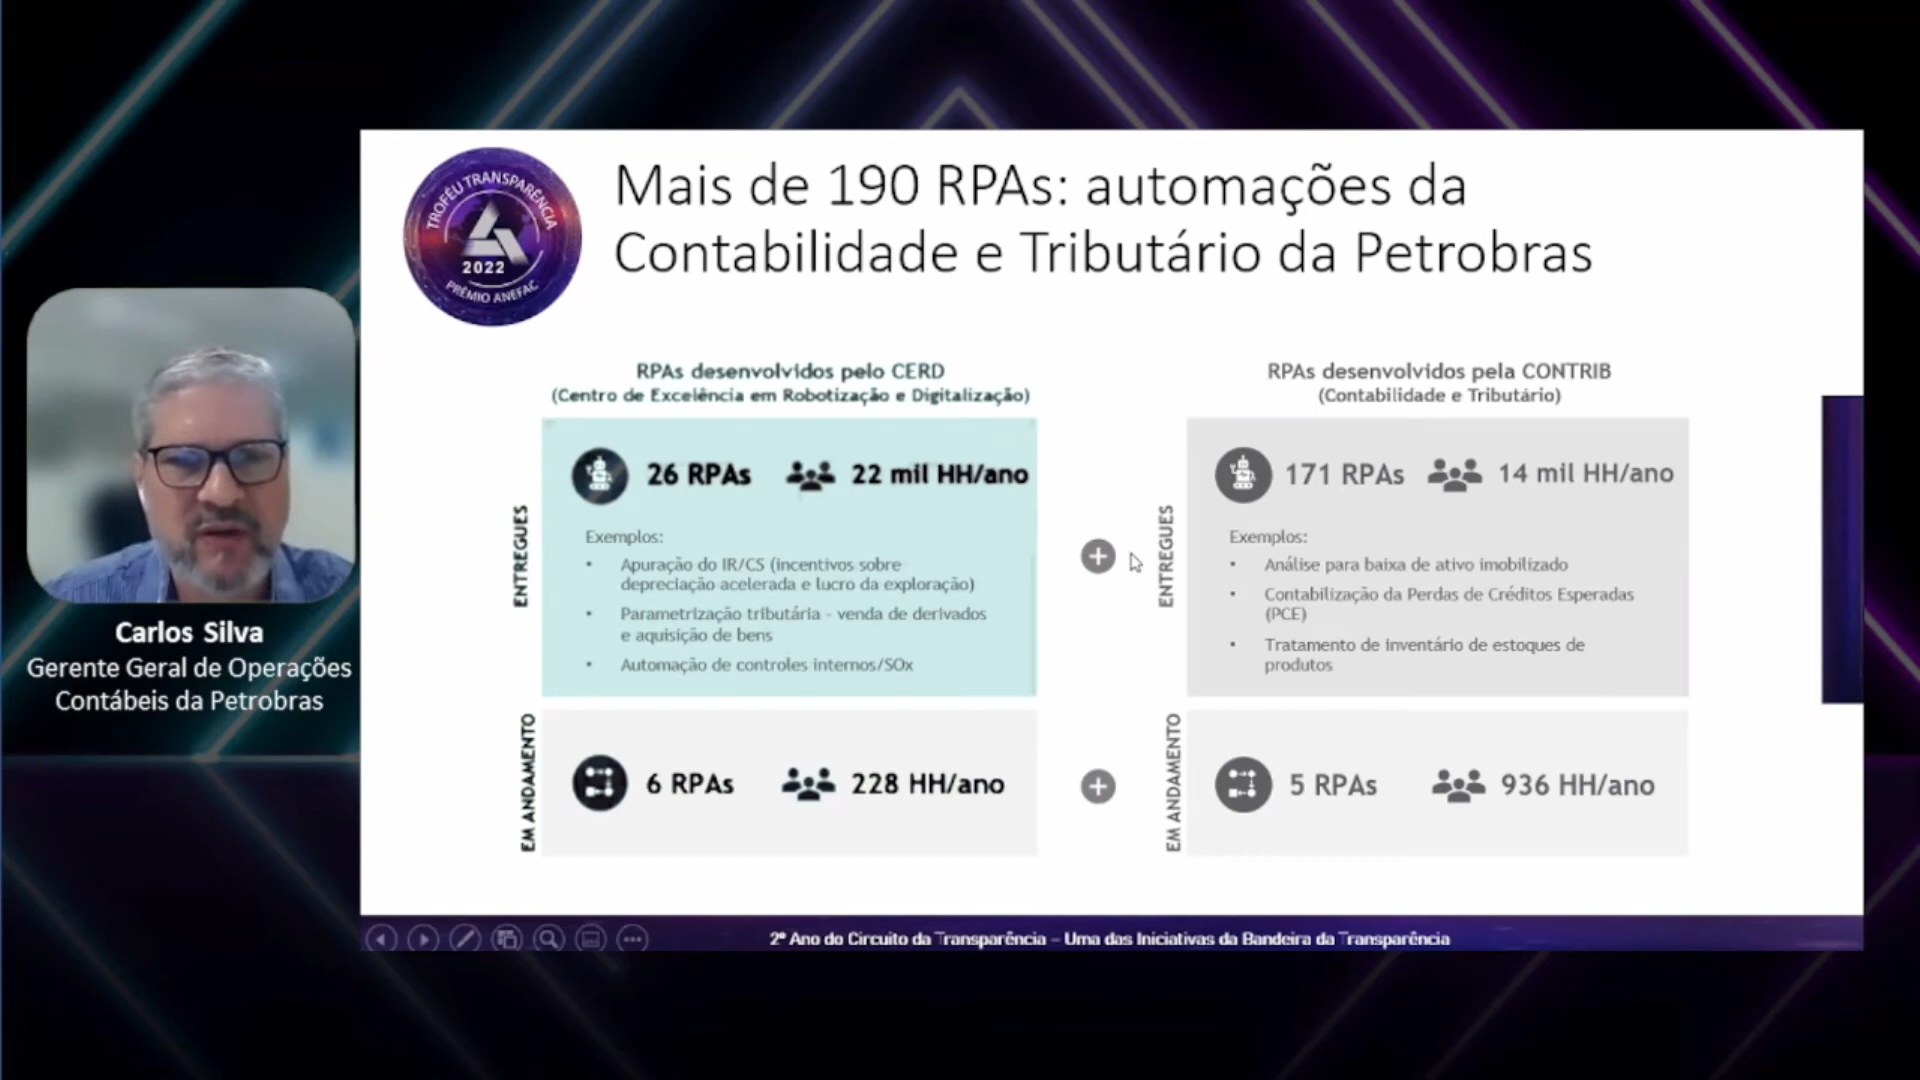 TROFÉU TRANSPARÊNCIA
2022
PRÊMIO ANEFAC
Mais de 190 RPAs: automações da
Contabilidade e Tributário da Petrobras
Carlos Silva
Gerente Geral de Operações
Contábeis da Petrobras
RPAs desenvolvidos pelo CERD
(Centro de Excelência em Robotização e Digitalização)
ENTREGUES
26 RPAs 22 mil HH/ano
Exemplos:
• Apuração do IR/CS (incentivos sobre
depreciação acelerada e lucro da exploração)
• Parametrização tributária - venda de derivados
e aquisição de bens
• Automação de controles internos/SOx
EM ANDAMENTO
6 RPAs 228 HH/ano
RPAs desenvolvidos pela CONTRIB
(Contabilidade e Tributário)
ENTREGUES
171 RPAs 14 mil HH/ano
Exemplos:
• Análise para baixa de ativo imobilizado
• Contabilização da Perdas de Créditos Esperadas
(PCE)
• Tratamento de inventário de estoques de
produtos
EM ANDAMENTO
5 RPAs 936 HH/ano
2º Ano do Circuito da Transparência – Uma das Iniciativas da Bandeira da Transparência